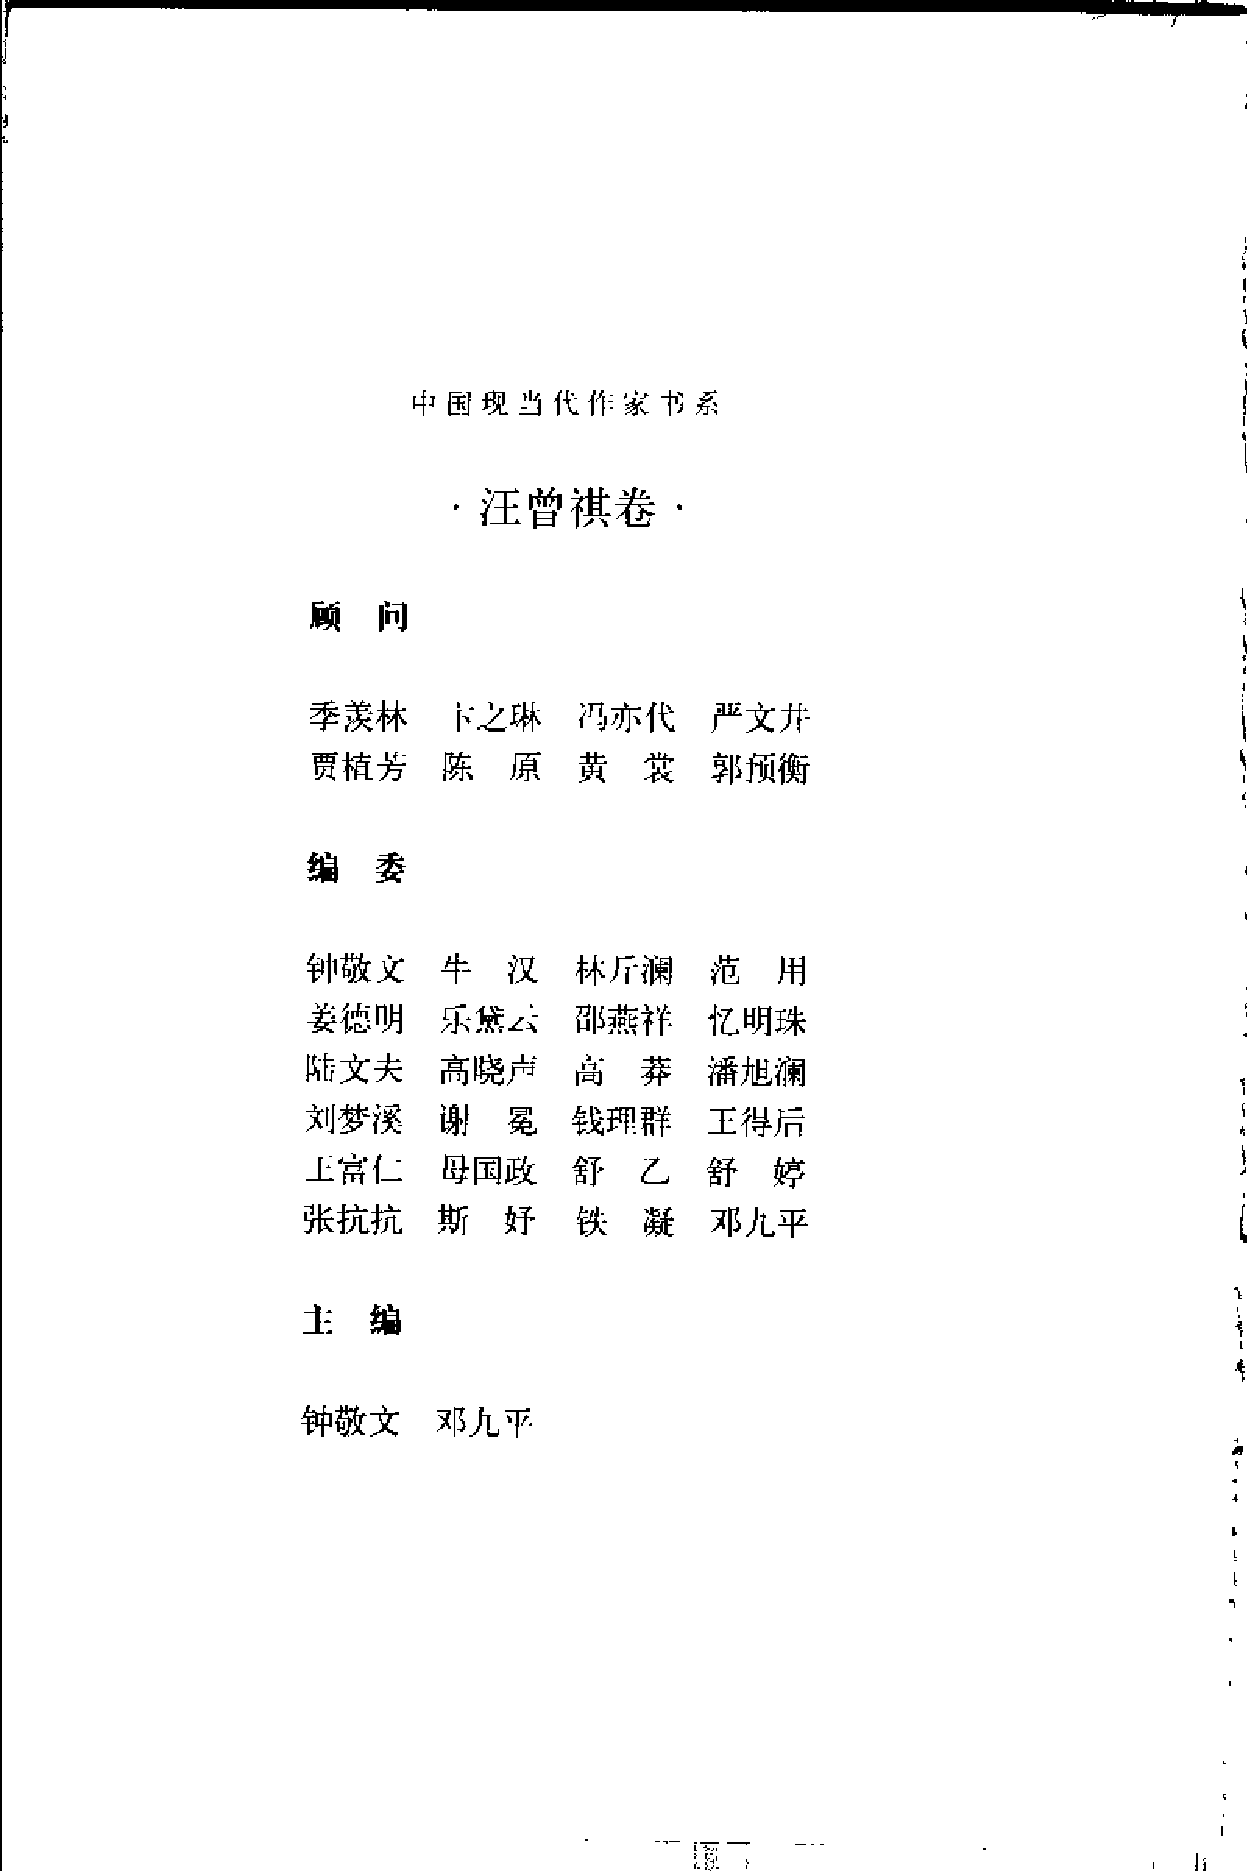 中国现当代作家书系
·汪曾祺卷·
顾 问
季羡林 卞之琳 冯亦代 严文井
贾植芳 陈 原 黄 裳 郭预衡
编 委
钟敬文 牛 汉 林斤澜 范 用
姜德明 乐黛云 邵燕祥 忆明珠
陆文夫 高晓声 高 莽 潘旭澜
刘梦溪 谢 冕 钱理群 王得后
王富仁 母国政 舒 乙 舒 婷
张抗抗 斯 妤 铁 凝 邓九平
主 编
钟敬文 邓九平